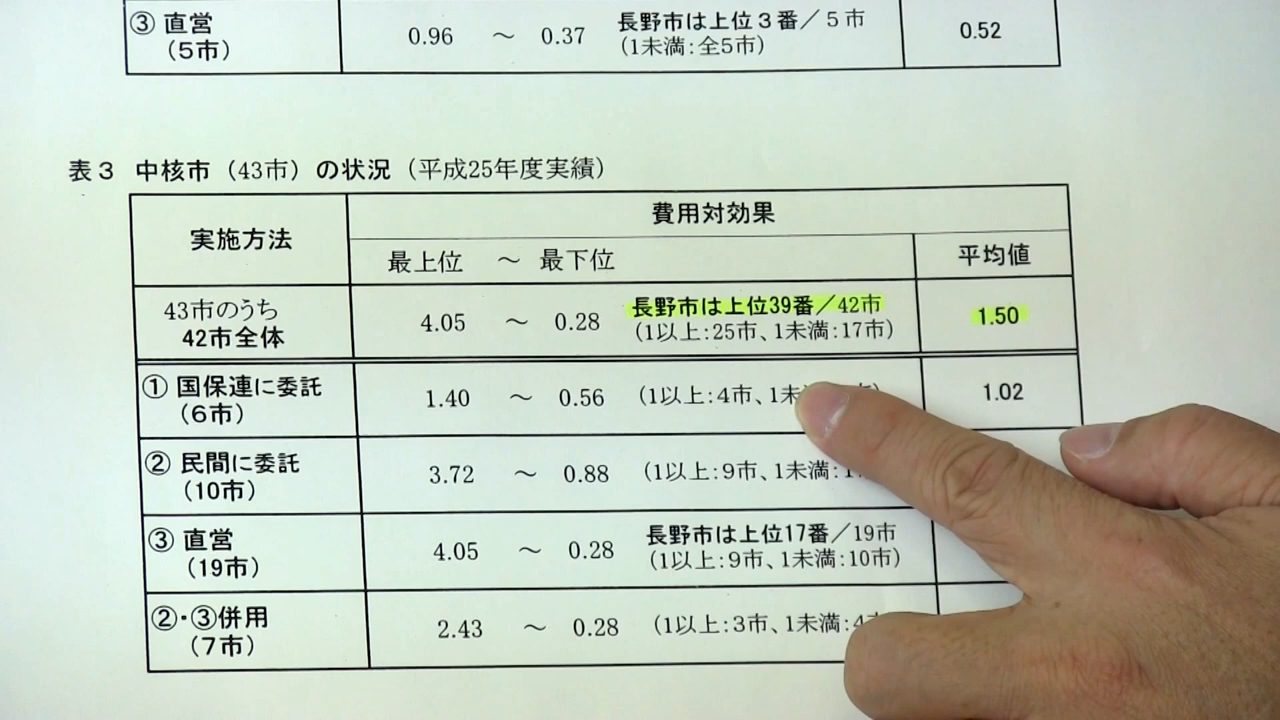 ③ 直営 0.96 ～ 0.37 長野市は上位３番／５市 0.52
(5市) (1未満：全5市)
表３ 中核市（43市）の状況（平成25年度実績）
実施方法 費用対効果
最上位 ～ 最下位 平均値
43市のうち 4.05 ～ 0.28 長野市は上位39番／42市 1.50
42市全体 (1以上：25市、1未満：17市)
① 国保連に委託 1.40 ～ 0.56 (1以上：4市、1未 1.02
(6市)
② 民間に委託 3.72 ～ 0.88 (1以上：9市、1未満：1
(10市)
③ 直営 4.05 ～ 0.28 長野市は上位17番／19市
(19市) (1以上：9市、1未満：10市)
②・③併用 2.43 ～ 0.28 (1以上：3市、1未満：4
(7市)